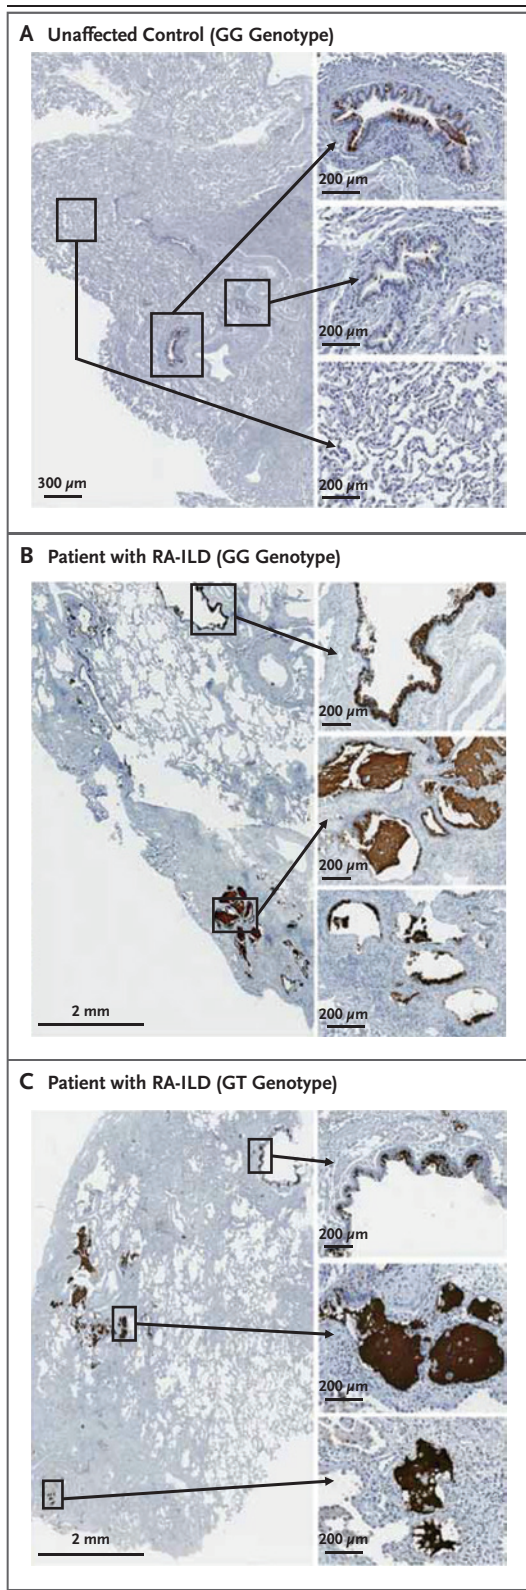 A Unaffected Control (GG Genotype)
200 µm
200 µm
300 µm
200 µm
B Patient with RA-ILD (GG Genotype)
200 µm
200 µm
2 mm
200 µm
C Patient with RA-ILD (GT Genotype)
200 µm
200 µm
2 mm
200 µm